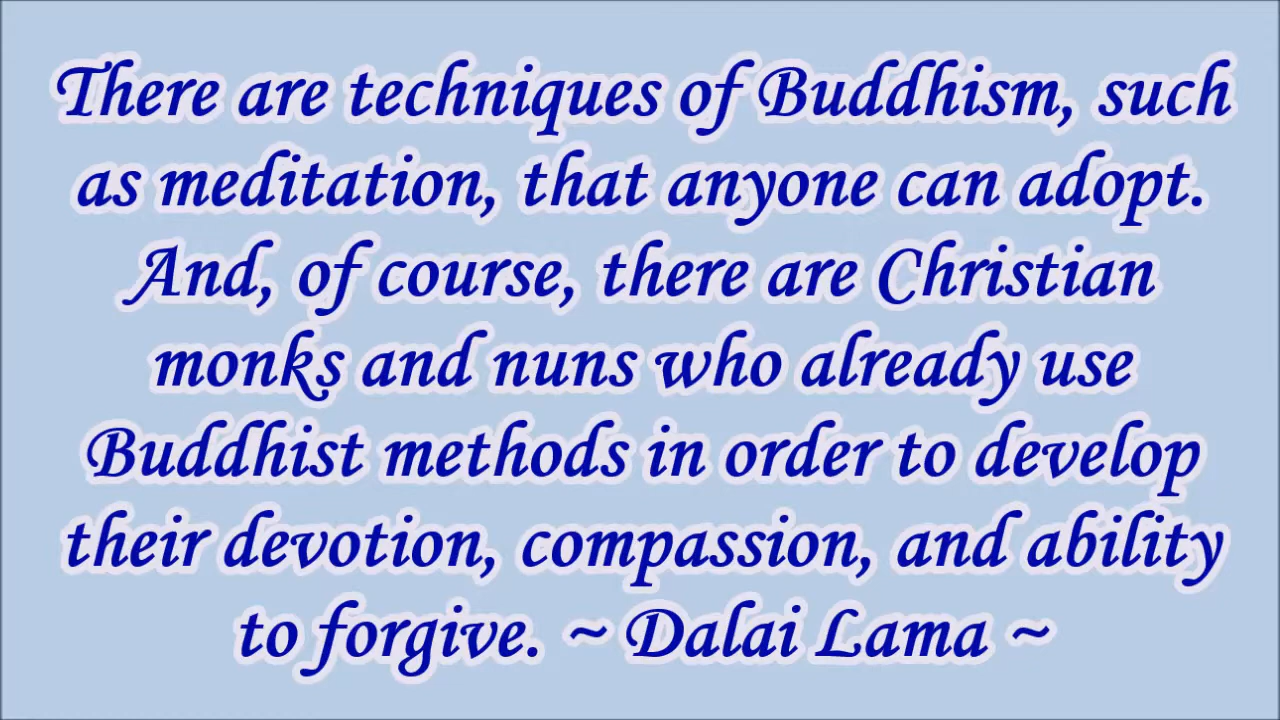 There are techniques of Buddhism, such
as meditation, that anyone can adopt.
And, of course, there are Christian
monks and nuns who already use
Buddhist methods in order to develop
their devotion, compassion, and ability
to forgive. ~ Dalai Lama ~